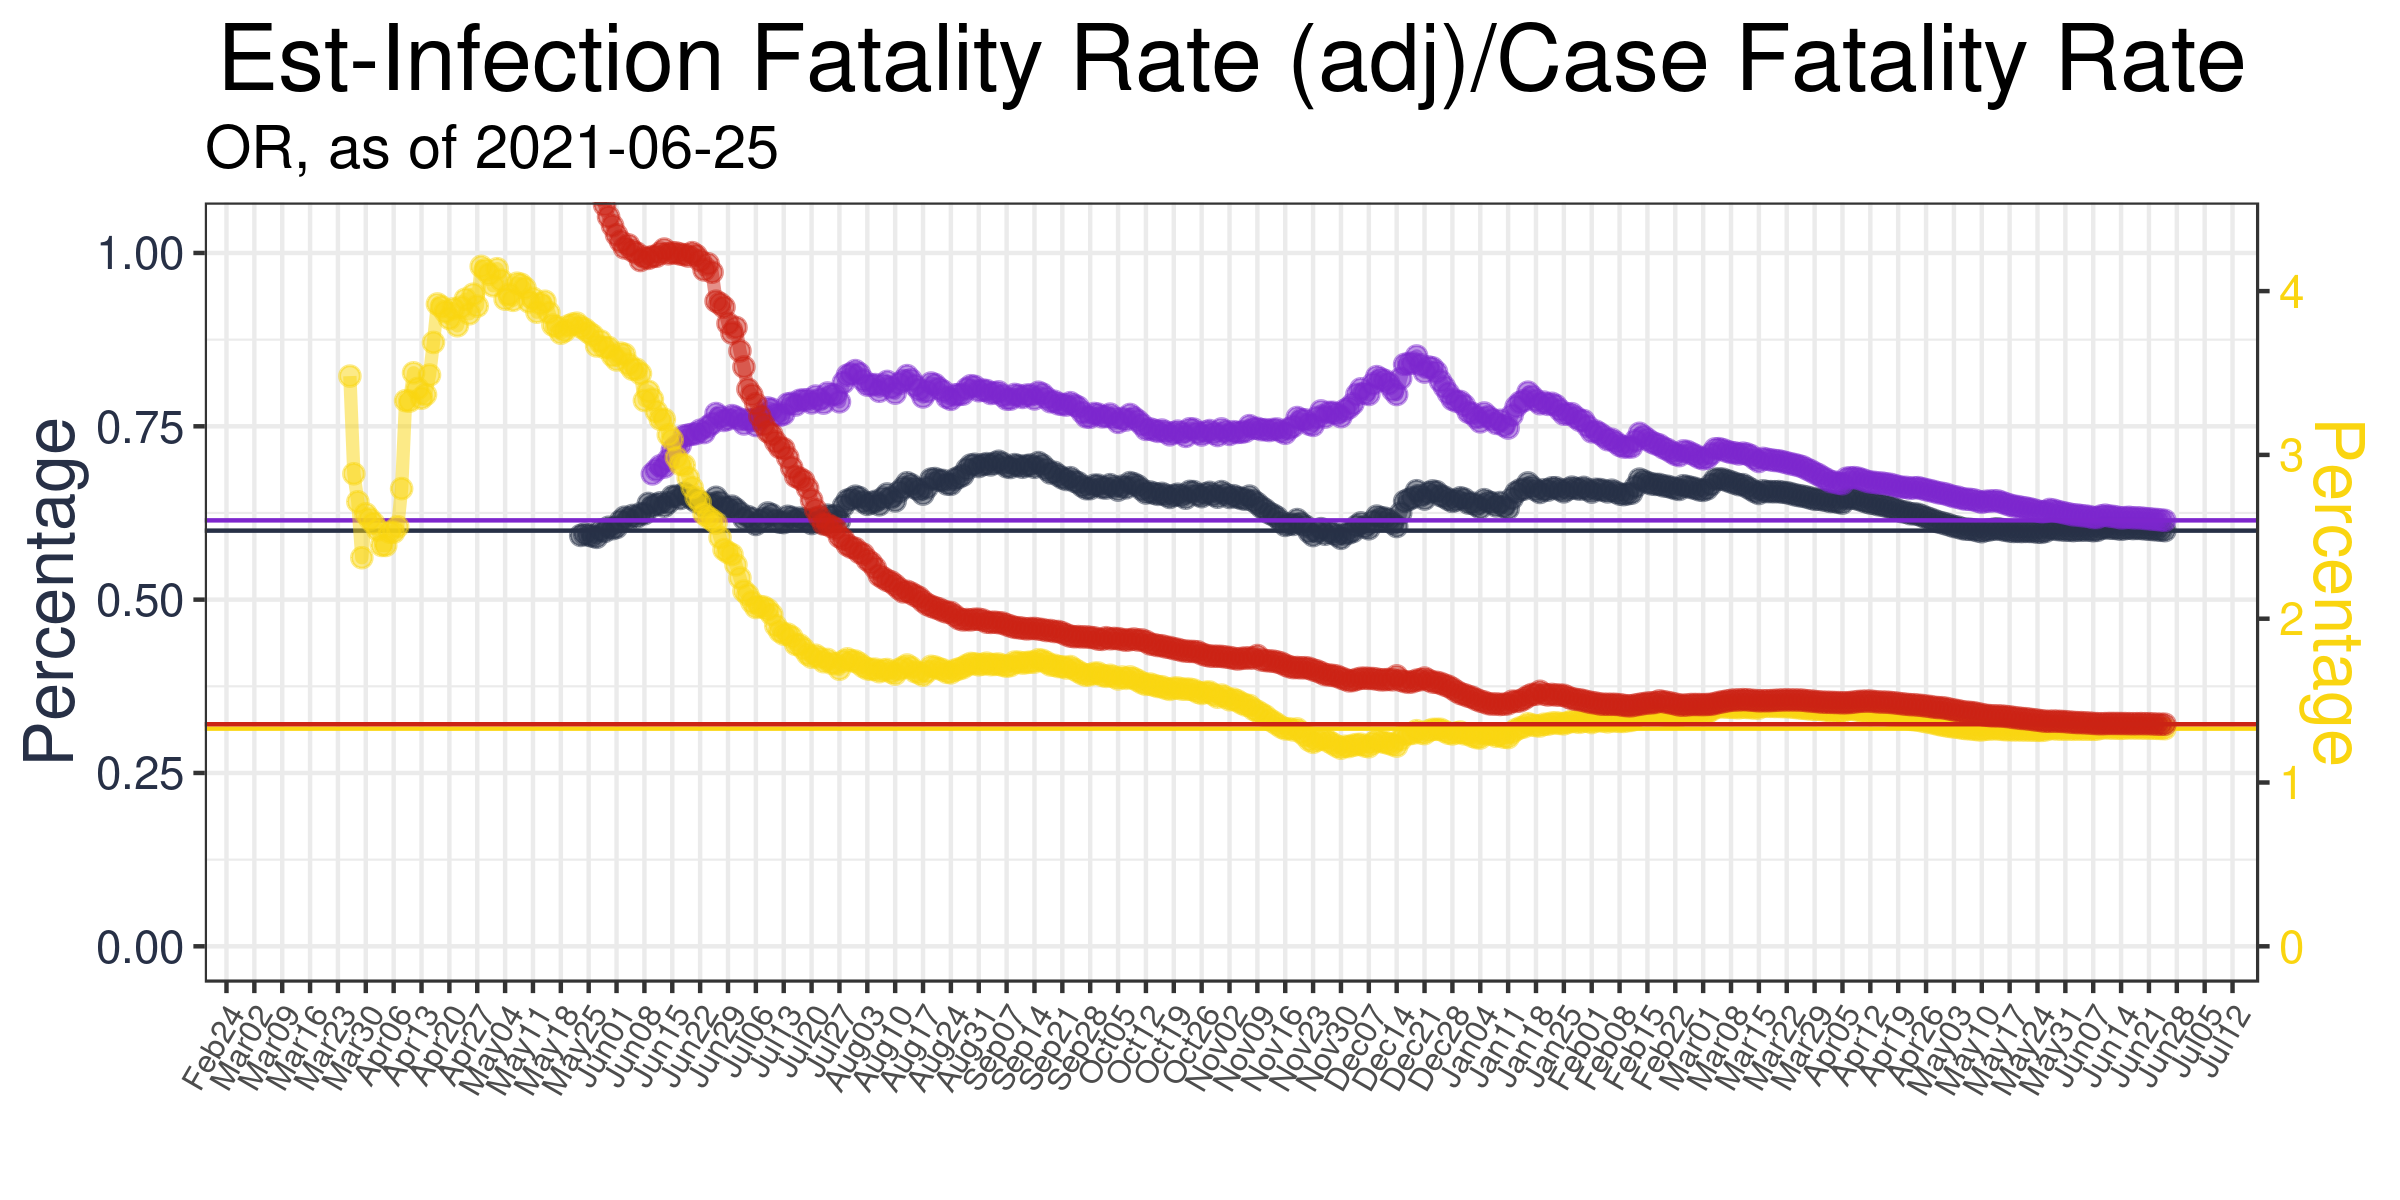 Est-Infection Fatality Rate (adj)/Case Fatality Rate
OR, as of 2021-06-25
Percentage
1.00
0.75
0.50
0.25
0.00
4
3
2
1
0
Percentage
Feb24
Mar02
Mar09
Mar16
Mar23
Mar30
Apr06
Apr13
Apr20
Apr27
May04
May11
May18
May25
Jun01
Jun08
Jun15
Jun22
Jun29
Jul06
Jul13
Jul20
Jul27
Aug03
Aug10
Aug17
Aug24
Aug31
Sep07
Sep14
Sep21
Sep28
Oct05
Oct12
Oct19
Oct26
Nov02
Nov09
Nov16
Nov23
Nov30
Dec07
Dec14
Dec21
Dec28
Jan04
Jan11
Jan18
Jan25
Feb01
Feb08
Feb15
Feb22
Mar01
Mar08
Mar15
Mar22
Mar29
Apr05
Apr12
Apr19
Apr26
May03
May10
May17
May24
May31
Jun07
Jun14
Jun21
Jun28
Jul05
Jul12